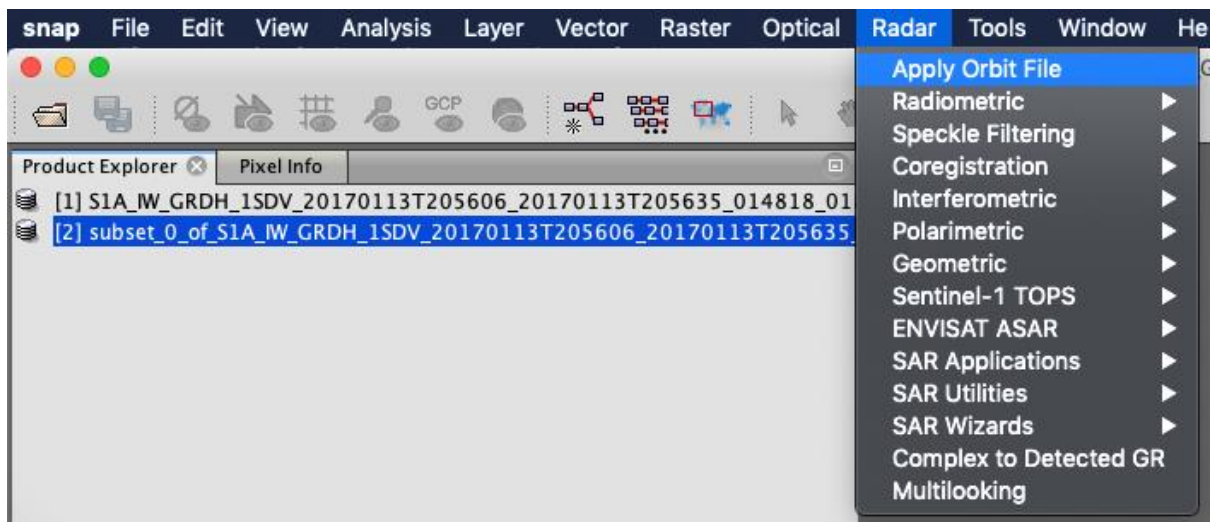 snap File Edit View Analysis Layer Vector Raster Optical Radar Tools Window He
Apply Orbit File
Radiometric
GCP
Speckle Filtering
Product Explorer Pixel Info
Coregistration
[1] S1A_IW_GRDH_1SDV_20170113T205606_20170113T205635_014818_01
Interferometric
[2] subset_0_of_S1A_IW_GRDH_1SDV_20170113T205606_20170113T205635_
Polarimetric
Geometric
Sentinel-1 TOPS
ENVISAT ASAR
SAR Applications
SAR Utilities
SAR Wizards
Complex to Detected GR
Multilooking